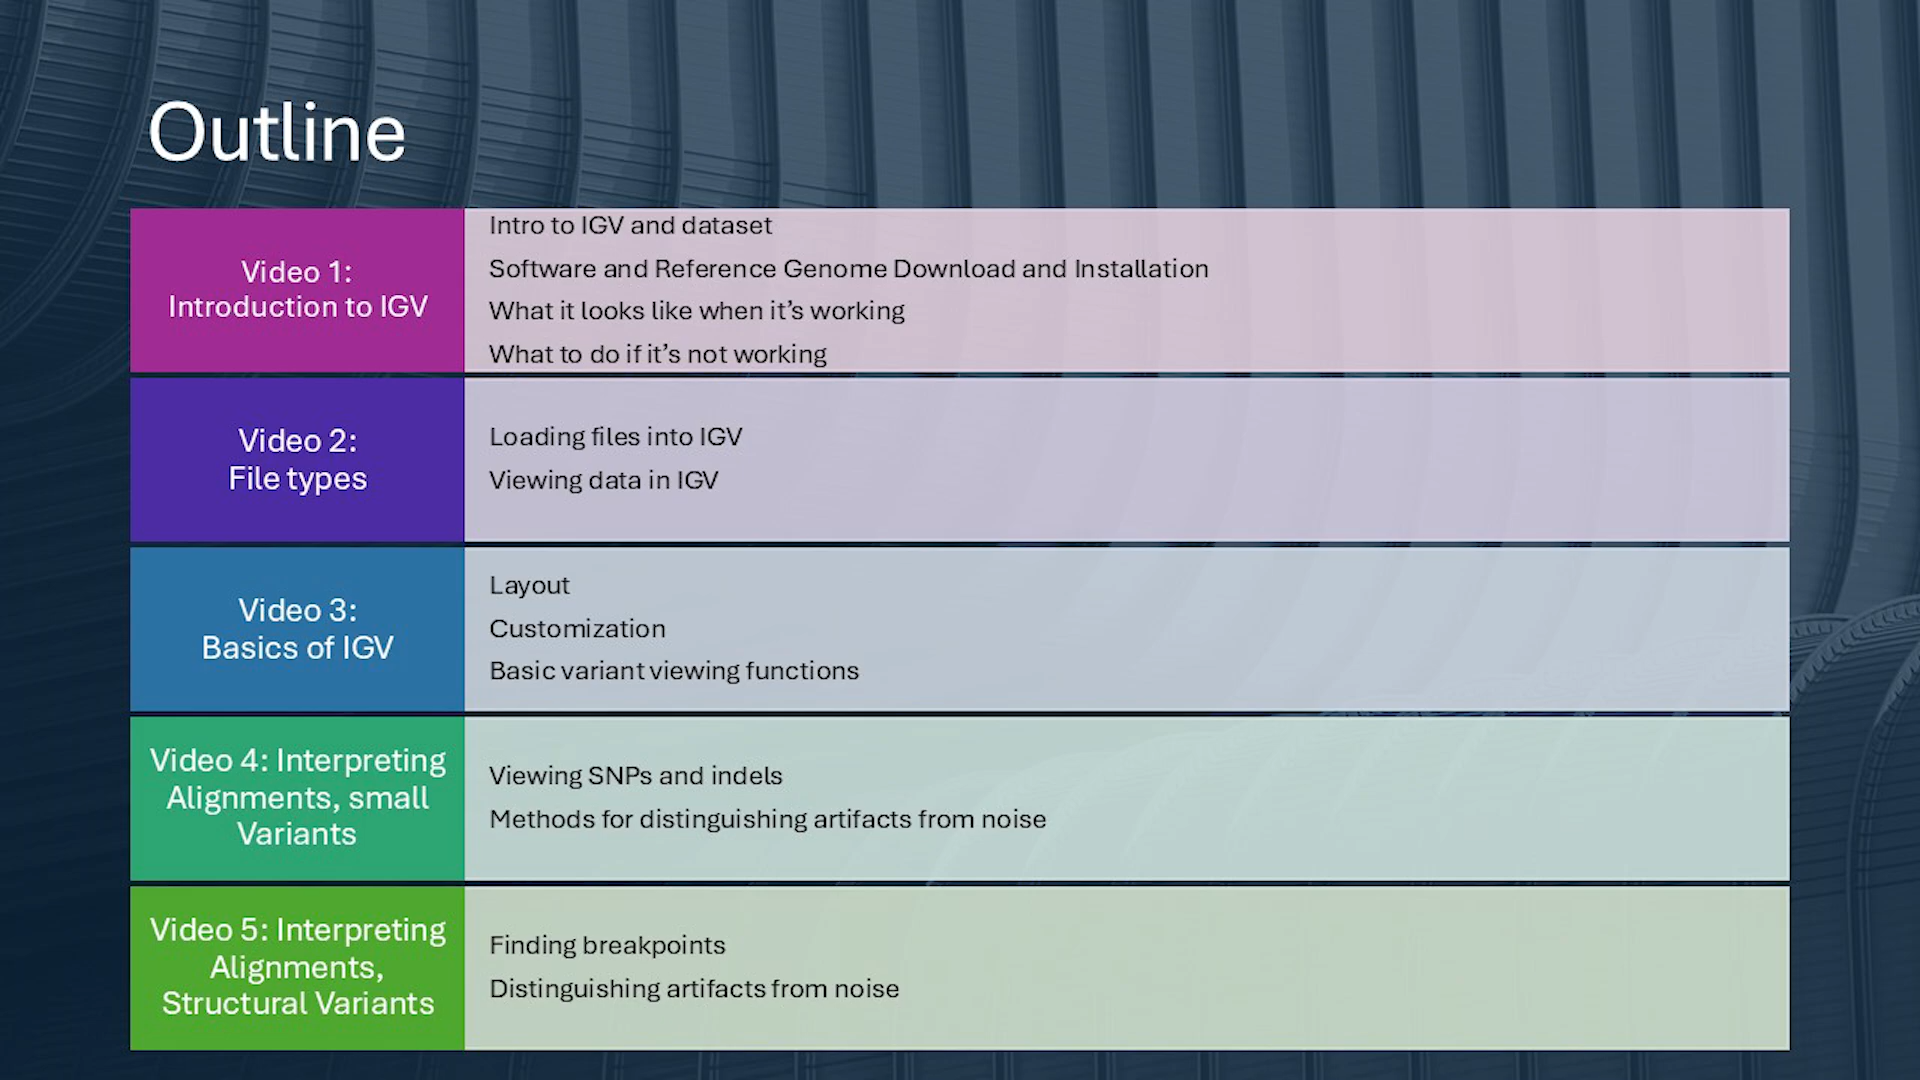 Outline
Video 1:
Introduction to IGV
Intro to IGV and dataset
Software and Reference Genome Download and Installation
What it looks like when it’s working
What to do if it’s not working
Video 2:
File types
Loading files into IGV
Viewing data in IGV
Video 3:
Basics of IGV
Layout
Customization
Basic variant viewing functions
Video 4: Interpreting
Alignments, small
Variants
Viewing SNPs and indels
Methods for distinguishing artifacts from noise
Video 5: Interpreting
Alignments,
Structural Variants
Finding breakpoints
Distinguishing artifacts from noise